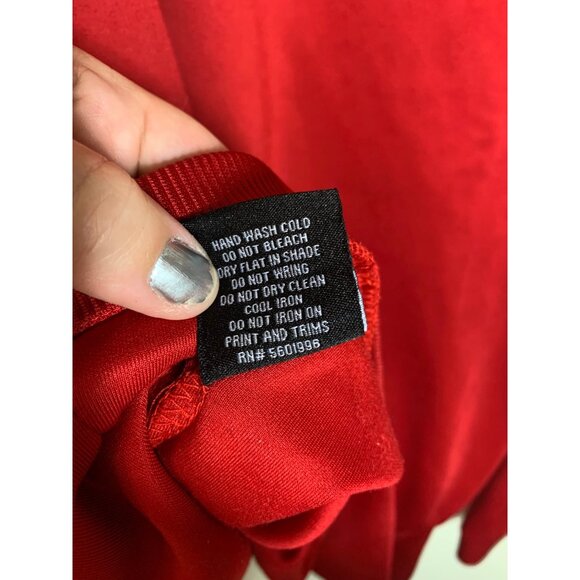 HAND WASH COLD
DO NOT BLEACH
DRY FLAT IN SHADE
DO NOT WRING
DO NOT DRY CLEAN
COOL IRON
DO NOT IRON ON
PRINT AND TRIMS
RN# 5601996